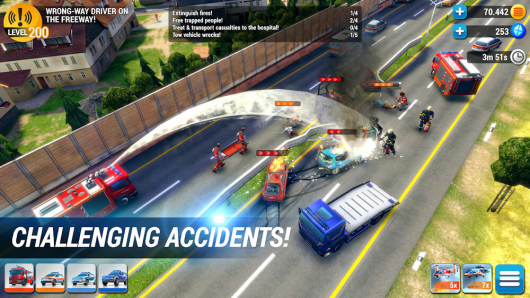 WRONG-WAY DRIVER ON
THE FREEWAY!
LEVEL 200
Extinguish fires! 1/4
Free trapped people! 2/4
Treat & transport casualties to the hospital! 0/4
Tow vehicle wrecks! 1/5
70.442
253
3m 51s
CHALLENGING ACCIDENTS!
5x
7x